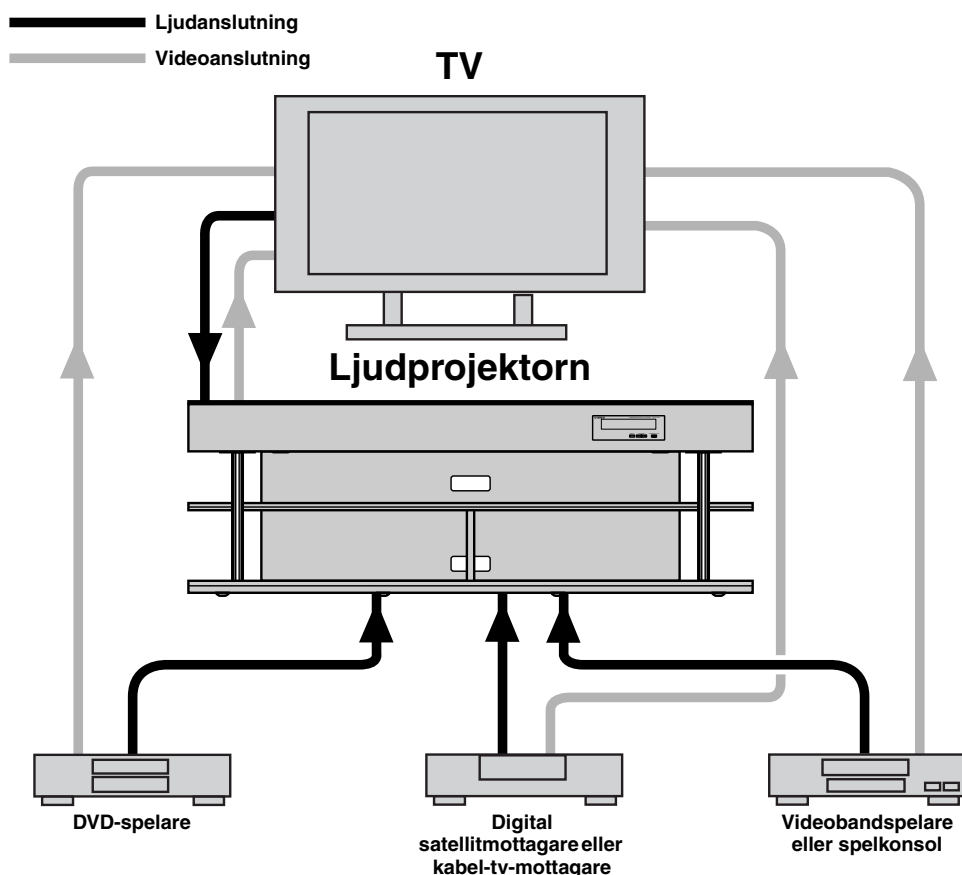 Ljudanslutning
Videoanslutning
TV
Ljudprojektorn
DVD-spelare
Digital
satellitmottagare eller
kabel-tv-mottagare
Videobandspelare
eller spelkonsol